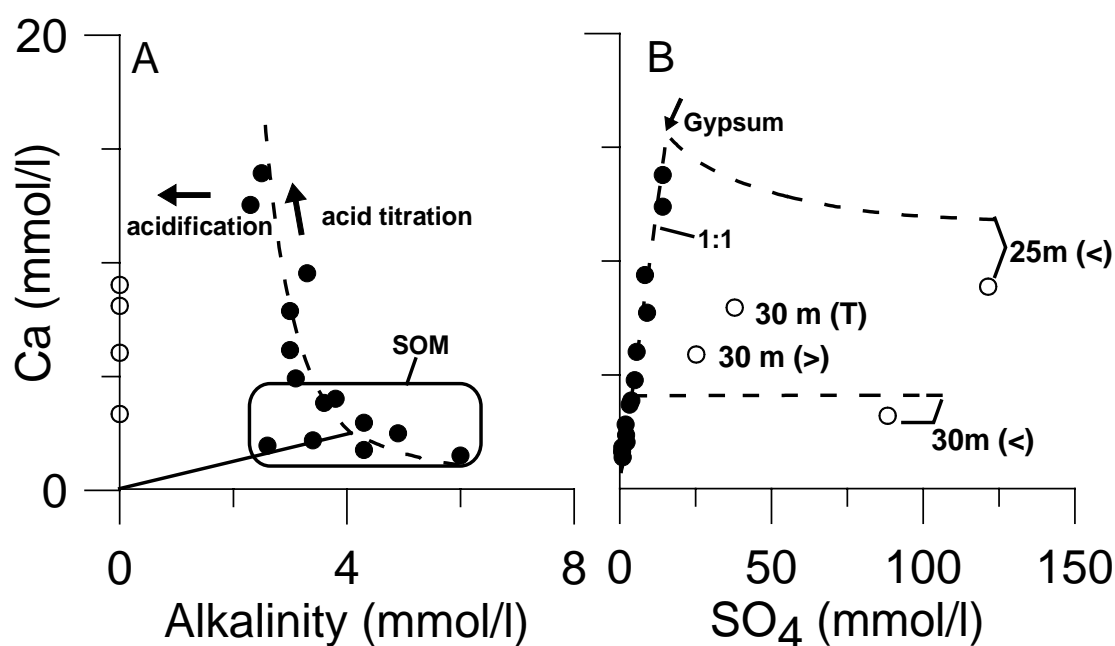 20
A
acidification
acid titration
SOM
Ca (mmol/l)
0
0
4
8
Alkalinity (mmol/l)
B
Gypsum
1:1
25m (<)
30 m (T)
30 m (>)
30m (<)
0
50
100
150
SO4 (mmol/l)